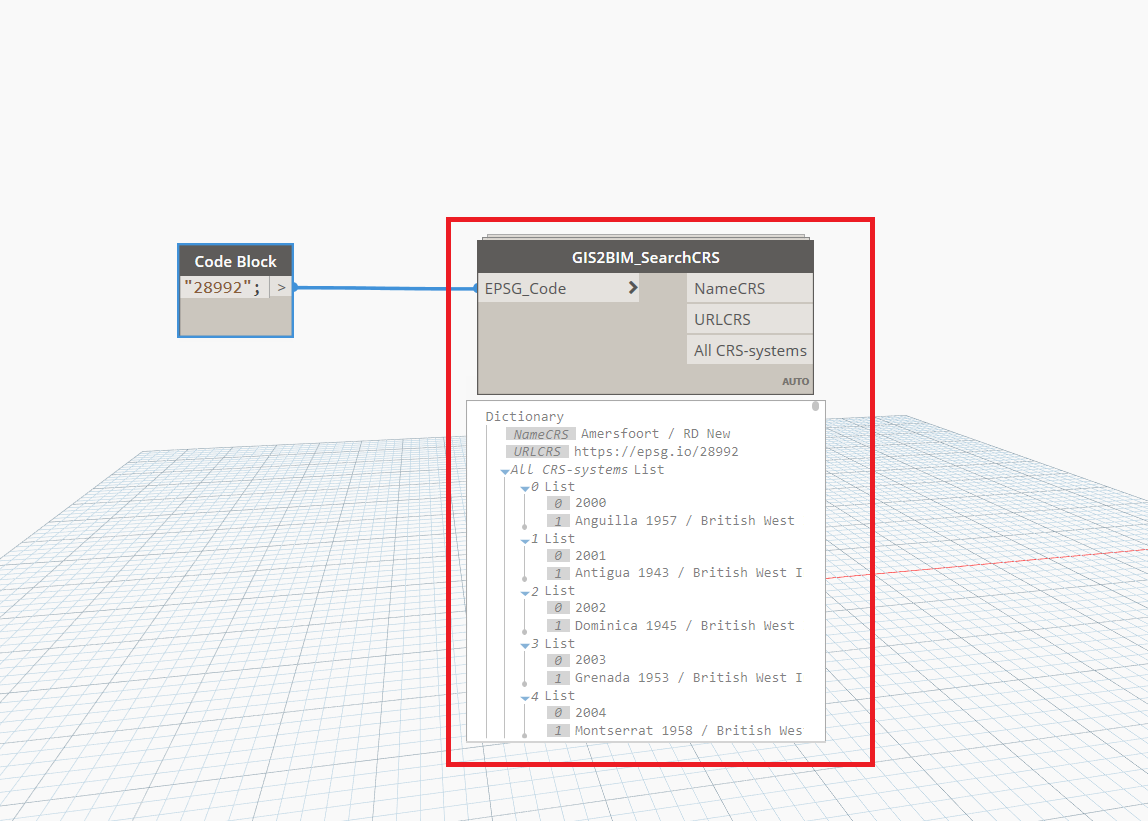 Code Block
"28992"; >
GIS2BIM_SearchCRS
EPSG_Code
NameCRS
URLCRS
All CRS-systems
AUTO
Dictionary
NameCRS Amersfoort / RD New
URLCRS https://epsg.io/28992
All CRS-systems List
0 List
0 2000
1 Anguilla 1957 / British West
1 List
0 2001
1 Antigua 1943 / British West I
2 List
0 2002
1 Dominica 1945 / British West
3 List
0 2003
1 Grenada 1953 / British West I
4 List
0 2004
1 Montserrat 1958 / British Wes